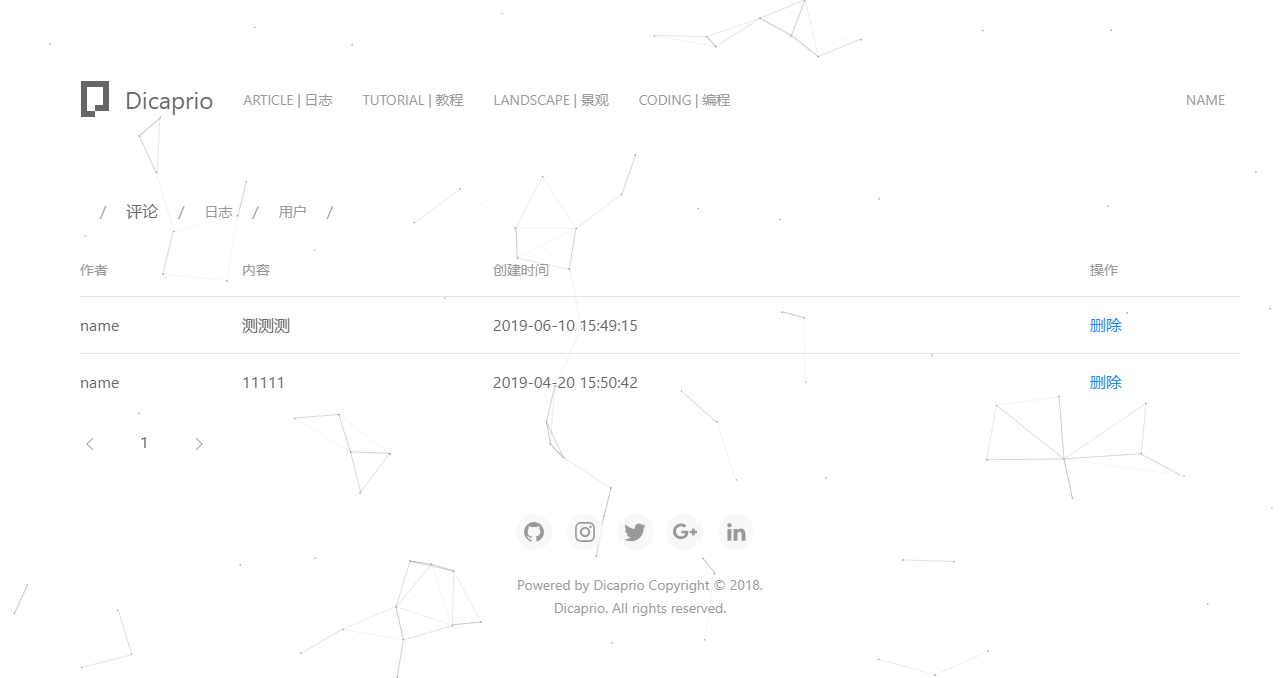 Dicaprio ARTICLE | 日志 TUTORIAL | 教程 LANDSCAPE | 景观 CODING | 编程 NAME
/ 评论 / 日志 / 用户 /
作者 内容 创建时间 操作
name 测测测 2019-06-10 15:49:15 删除
name 11111 2019-04-20 15:50:42 删除
1
Powered by Dicaprio Copyright © 2018.
Dicaprio. All rights reserved.